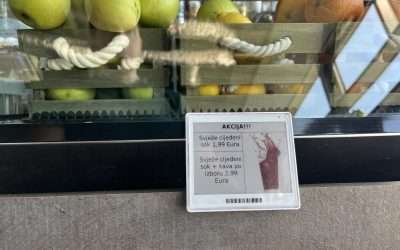 AKCIJA!!!
Svježe cijeđeni
sok 1,99 Eura
Svježe cijeđeni
sok + kava po
izboru 2,99
Eura